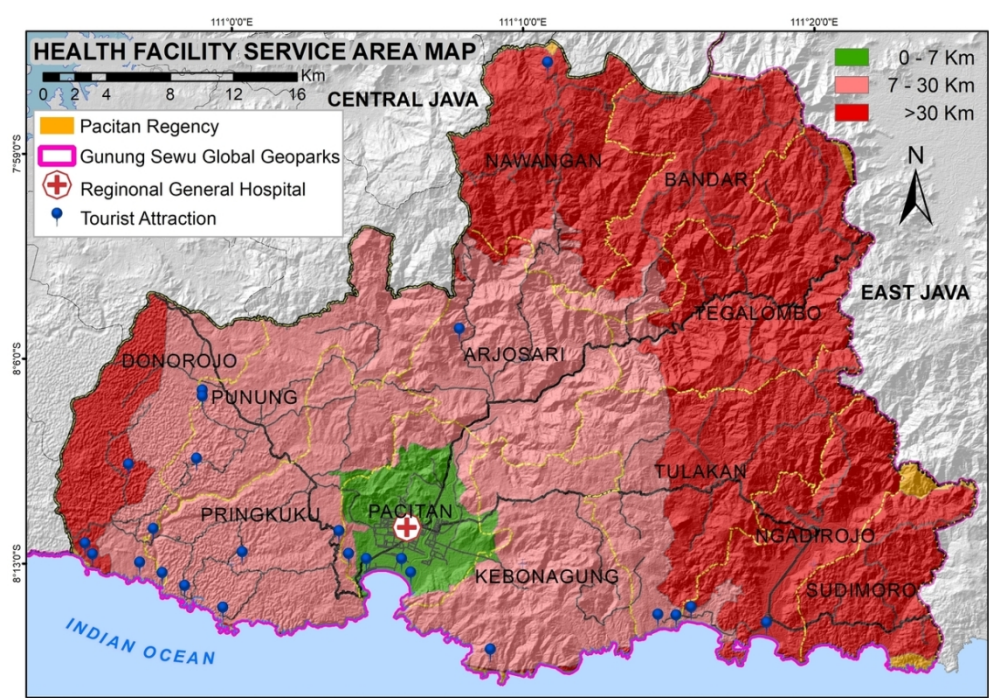 111°0'0"E
111°10'0"E
111°20'0"E
HEALTH FACILITY SERVICE AREA MAP
Km
0 2 4 8 12 16
CENTRAL JAVA
Pacitan Regency
Gunung Sewu Global Geoparks
Reginonal General Hospital
Tourist Attraction
0 - 7 Km
7 - 30 Km
>30 Km
N
7°59'0"S
8°6'0"S
8°13'0"S
NAWANGAN
BANDAR
EAST JAVA
TEGALOMBO
ARJOSARI
DONOROJO
PUNUNG
TULAKAN
PACITAN
PRINGKUKU
NGADIROJO
KEBONAGUNG
SUDIMORO
INDIAN OCEAN